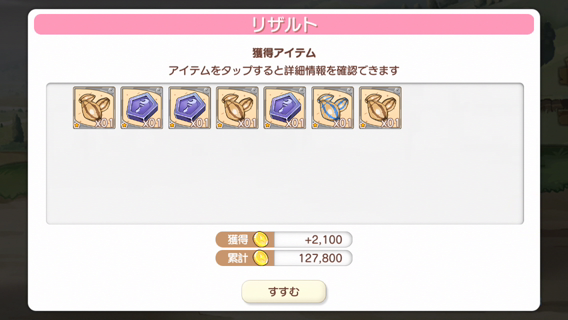 リザルト
獲得アイテム
アイテムをタップすると詳細情報を確認できます
X01 X01 X01 X01 X01 X01 X01
獲得 +2,100
累計 127,800
すすむ